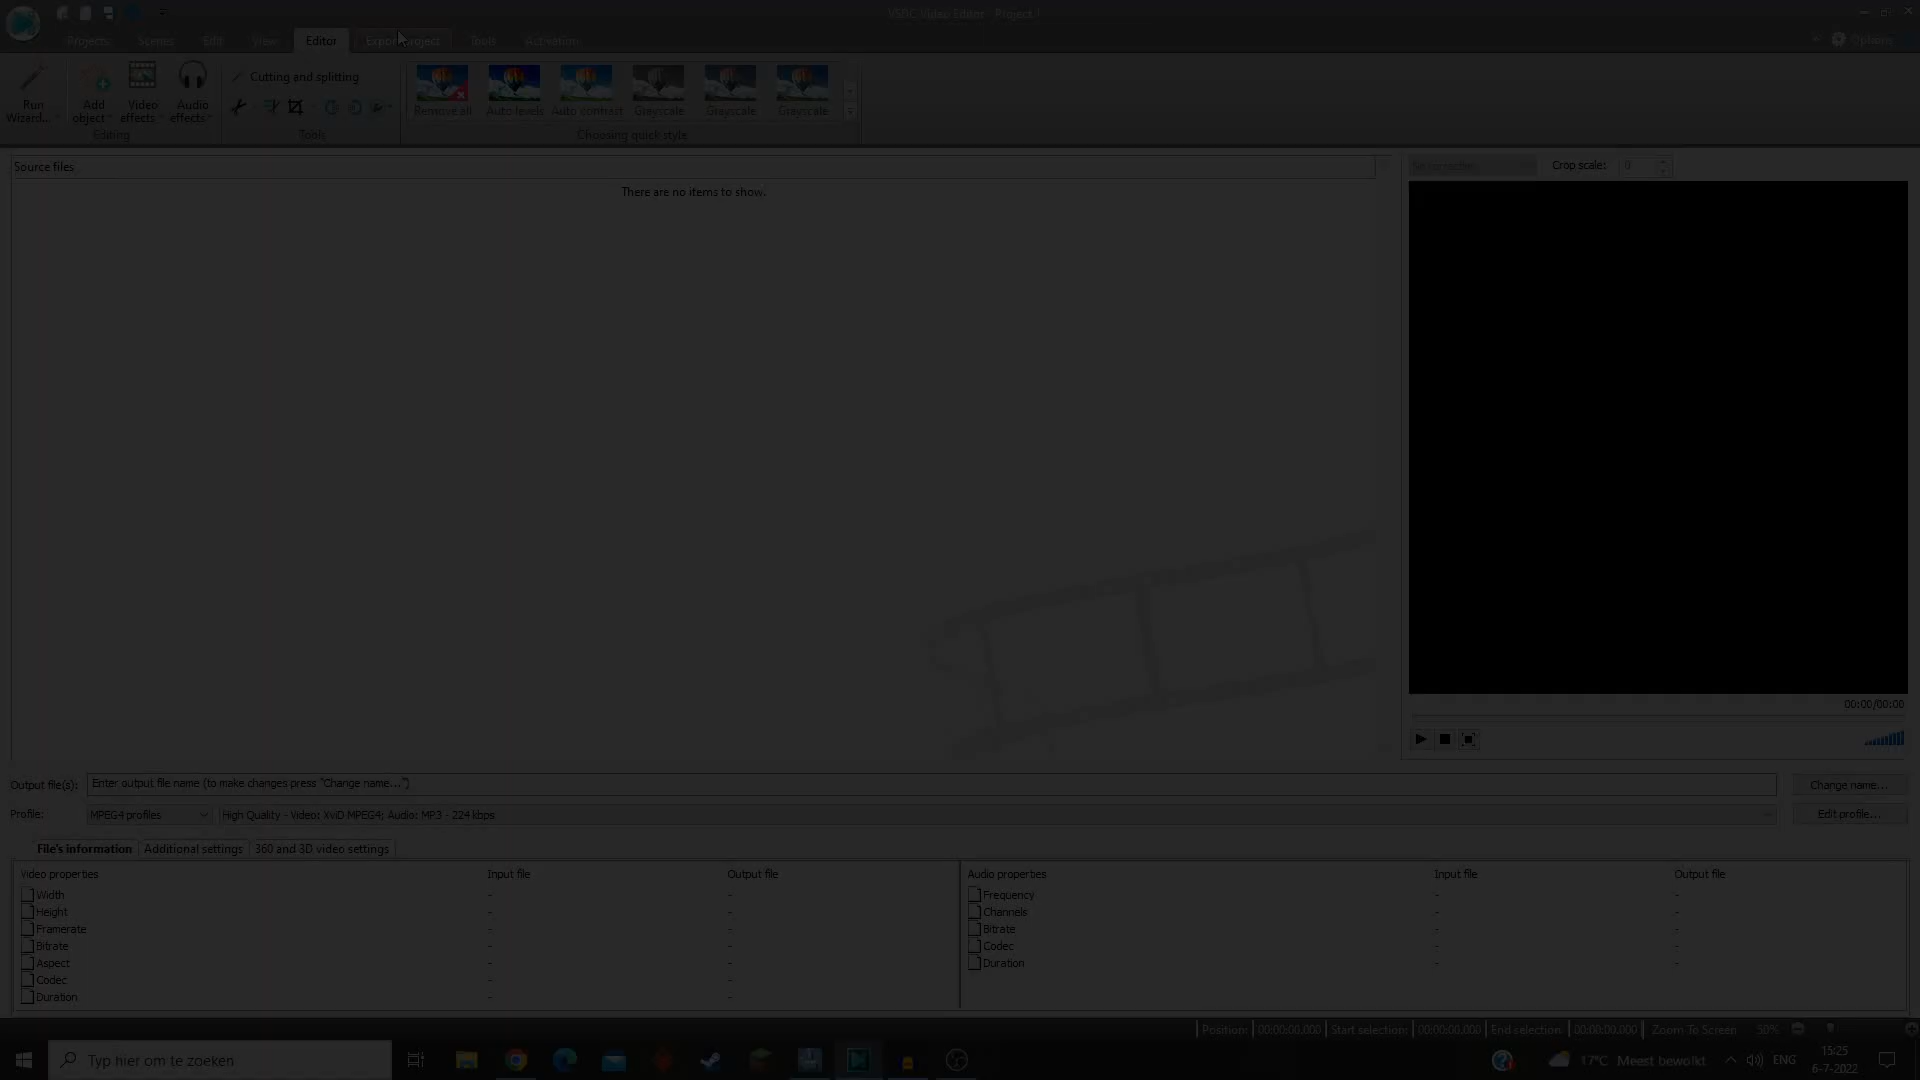 VSDC Video Editor - Project 1
Projects Scenes Edit View Editor Export project Tools Activation Options
Run Wizard...
Add object
Video effects
Audio effects
Editing
Cutting and splitting
Tools
Remove all Auto levels Auto contrast Grayscale Grayscale Grayscale
Choosing quick style
Source files
There are no items to show.
No correction
Crop scale: 0
00:00/00:00
Output file(s): Enter output file name (to make changes press "Change name...") Change name...
Profile: MPEG4 profiles High Quality - Video: XviD MPEG4; Audio: MP3 - 224 kbps Edit profile...
File's information Additional settings 360 and 3D video settings
Video properties Input file Output file
Width - -
Height - -
Framerate - -
Bitrate - -
Aspect - -
Codec - -
Duration - -
Audio properties Input file Output file
Frequency - -
Channels - -
Bitrate - -
Codec - -
Duration - -
Position: 00:00:00.000 Start selection: 00:00:00.000 End selection: 00:00:00.000 Zoom To Screen 50%
Typ hier om te zoeken
17°C Meest bewolkt ENG
15:25
6-7-2022